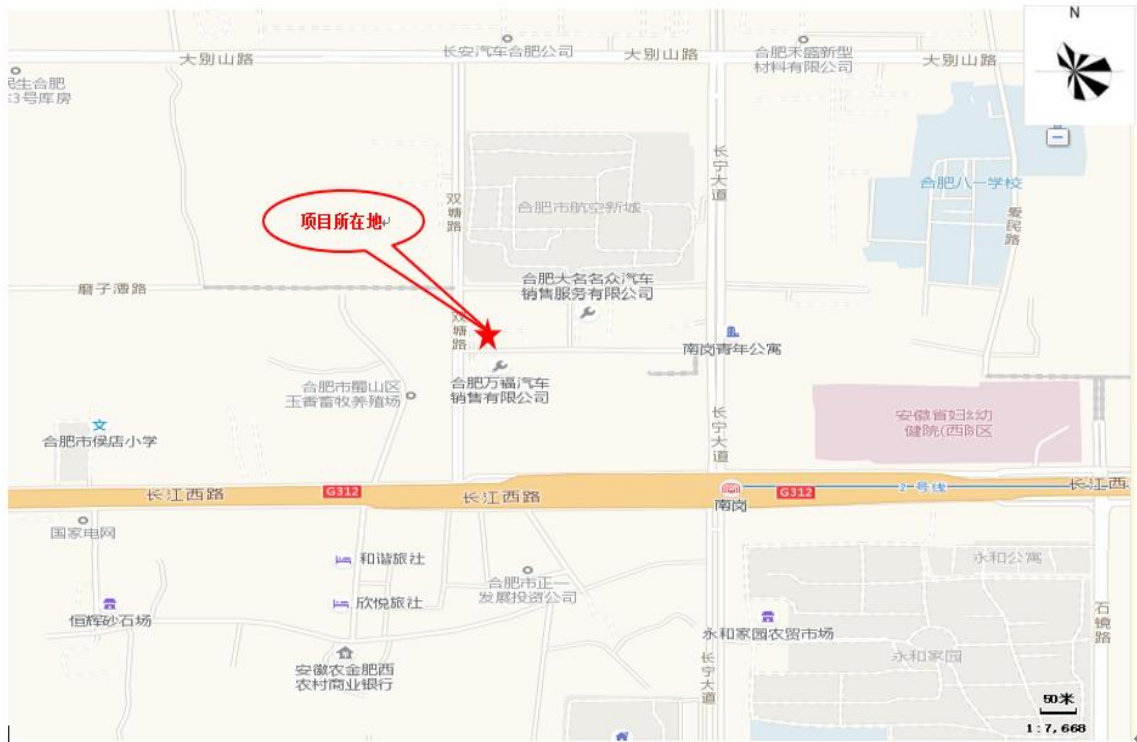 N
长安汽车合肥公司
大别山路
大别山路
合肥禾盛新型
材料有限公司
大别山路
民生合肥
3号库房
长宁大道
合肥八一学校
双塘路
合肥市航空新城
爱民路
项目所在地
合肥大名名众汽车
销售服务有限公司
磨子潭路
双塘路
南岗青年公寓
合肥万福汽车
销售有限公司
合肥市蜀山区
玉香畜牧养殖场
长宁大道
安徽省妇幼
健院(西院区
文
合肥市侯店小学
长江西路
G312
长江西路
南岗
G312
2号线
长江西
国家电网
和谐旅社
永和公寓
合肥市正一
发展投资公司
欣悦旅社
恒辉砂石场
石镜路
永和家园农贸市场
安徽农金肥西
农村商业银行
长宁大道
永和家园
50米
1:7,668